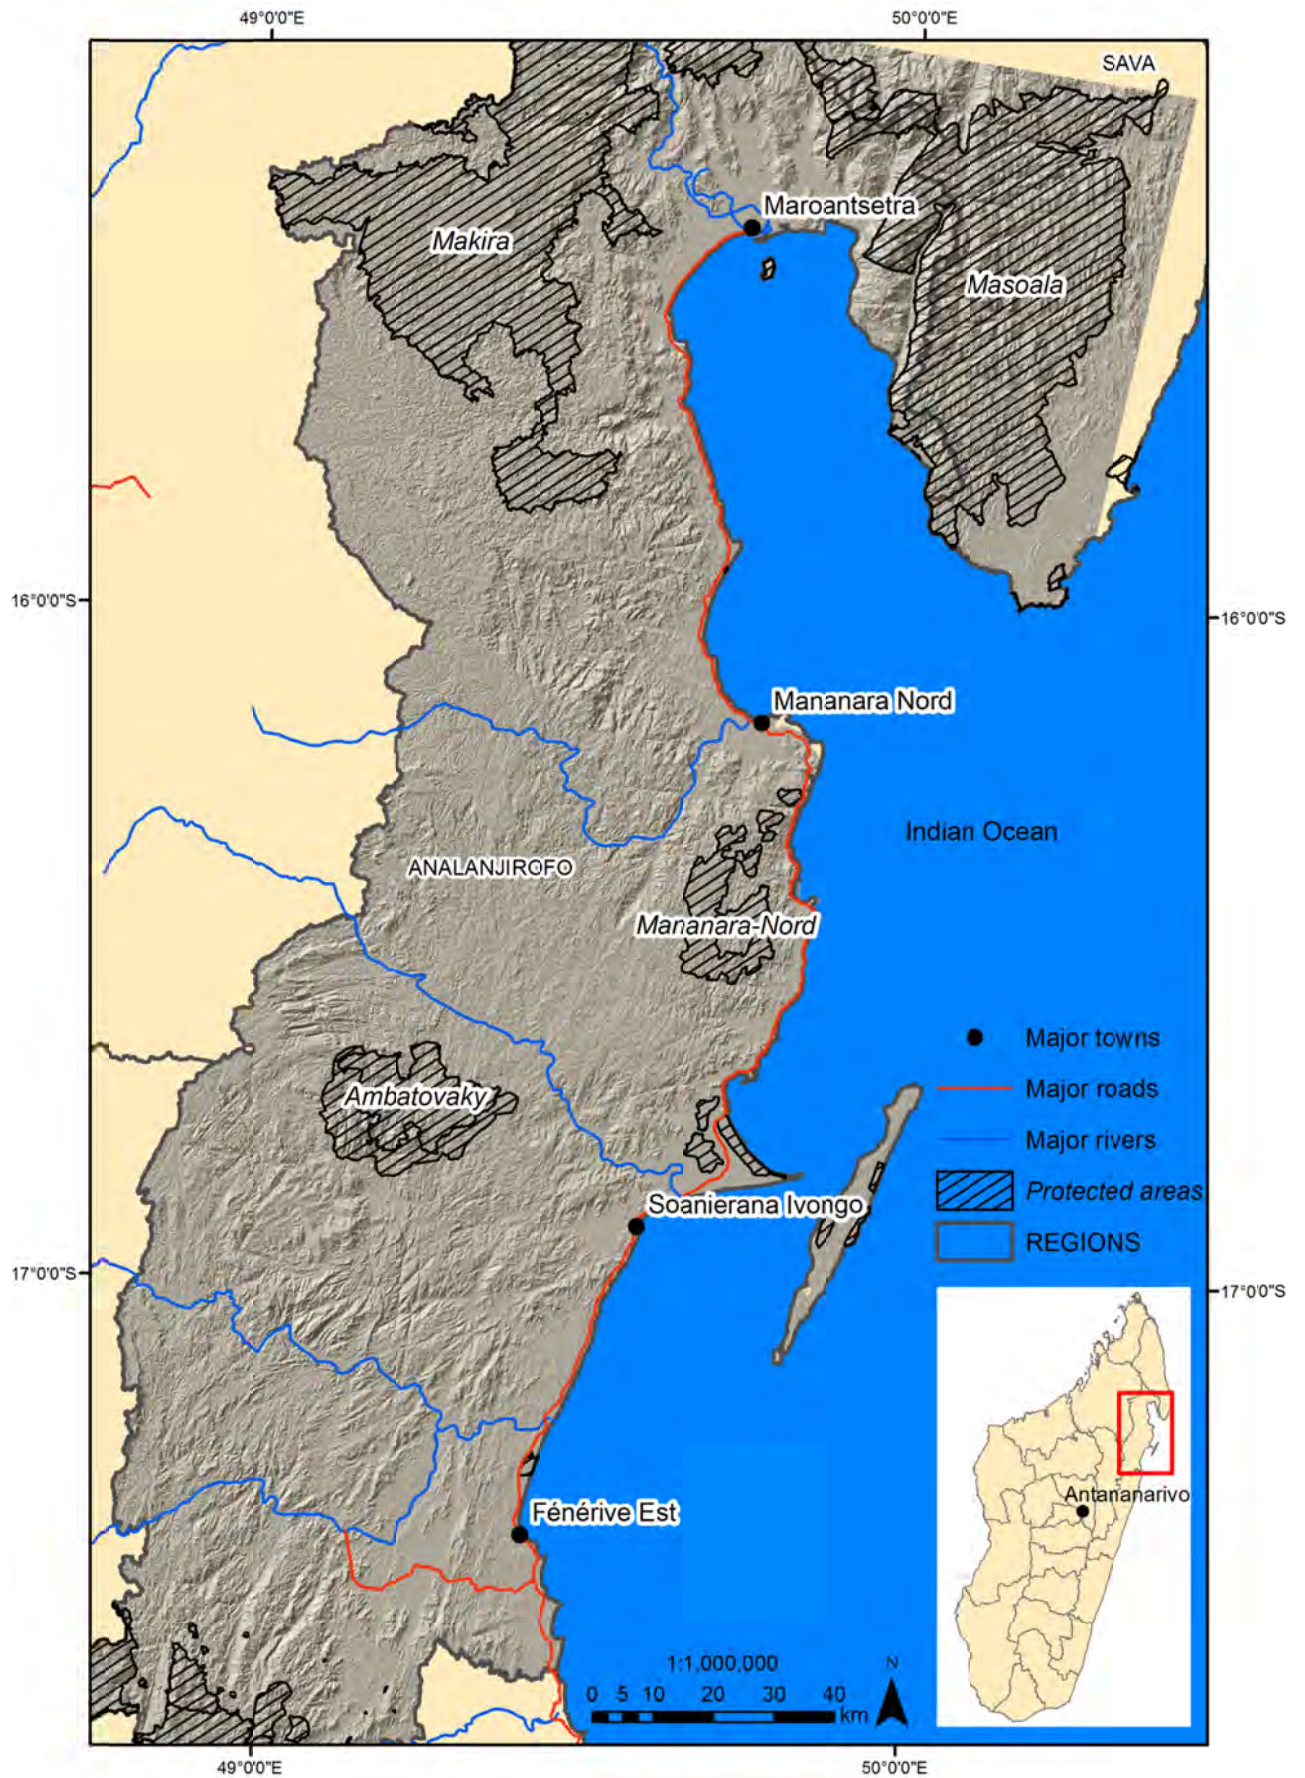 49°0'0"E
50°0'0"E
SAVA
Maroantsetra
Makira
Masoala
16°0'0"S
16°0'0"S
Mananara Nord
Indian Ocean
ANALANJIROFO
Mananara-Nord
Major towns
Major roads
Ambatovaky
Major rivers
Protected areas
Soanierana Ivongo
REGIONS
17°0'0"S
17°0'0"S
Antananarivo
Fénérive Est
1:1,000,000
N
0 5 10 20 30 40
km
49°0'0"E
50°0'0"E